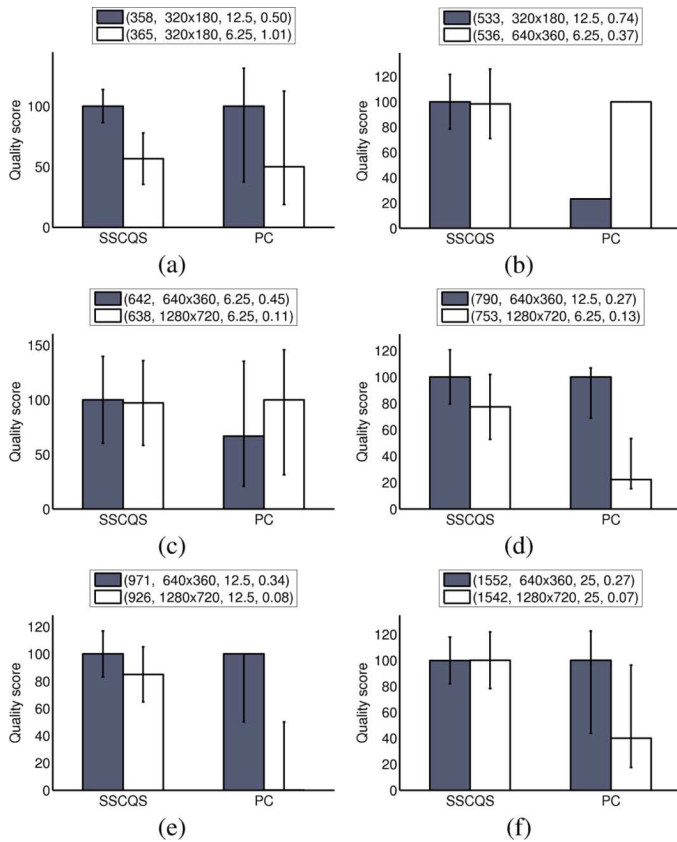 (358, 320x180, 12.5, 0.50)
(365, 320x180, 6.25, 1.01)
Quality score
100
50
0
SSCQS PC
(a)
(533, 320x180, 12.5, 0.74)
(536, 640x360, 6.25, 0.37)
Quality score
120
100
80
60
40
20
0
SSCQS PC
(b)
(642, 640x360, 6.25, 0.45)
(638, 1280x720, 6.25, 0.11)
Quality score
150
100
50
0
SSCQS PC
(c)
(790, 640x360, 12.5, 0.27)
(753, 1280x720, 6.25, 0.13)
Quality score
120
100
80
60
40
20
0
SSCQS PC
(d)
(971, 640x360, 12.5, 0.34)
(926, 1280x720, 12.5, 0.08)
Quality score
120
100
80
60
40
20
0
SSCQS PC
(e)
(1552, 640x360, 25, 0.27)
(1542, 1280x720, 25, 0.07)
Quality score
120
100
80
60
40
20
0
SSCQS PC
(f)